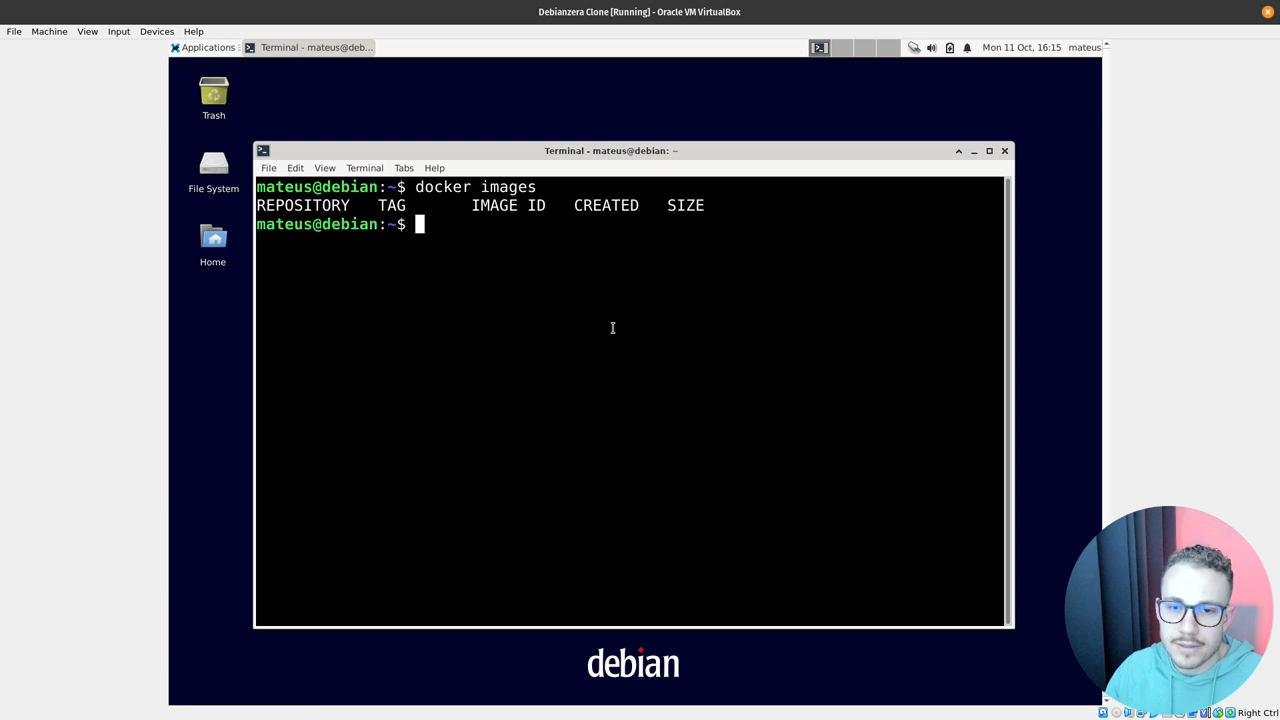 Debianzera Clone [Running] - Oracle VM VirtualBox
File Machine View Input Devices Help
Applications Terminal - mateus@deb... Mon 11 Oct, 16:15 mateus
Trash
File System
Home
Terminal - mateus@debian: ~
File Edit View Terminal Tabs Help
mateus@debian:~$ docker images
REPOSITORY TAG IMAGE ID CREATED SIZE
mateus@debian:~$
debian
Right Ctrl